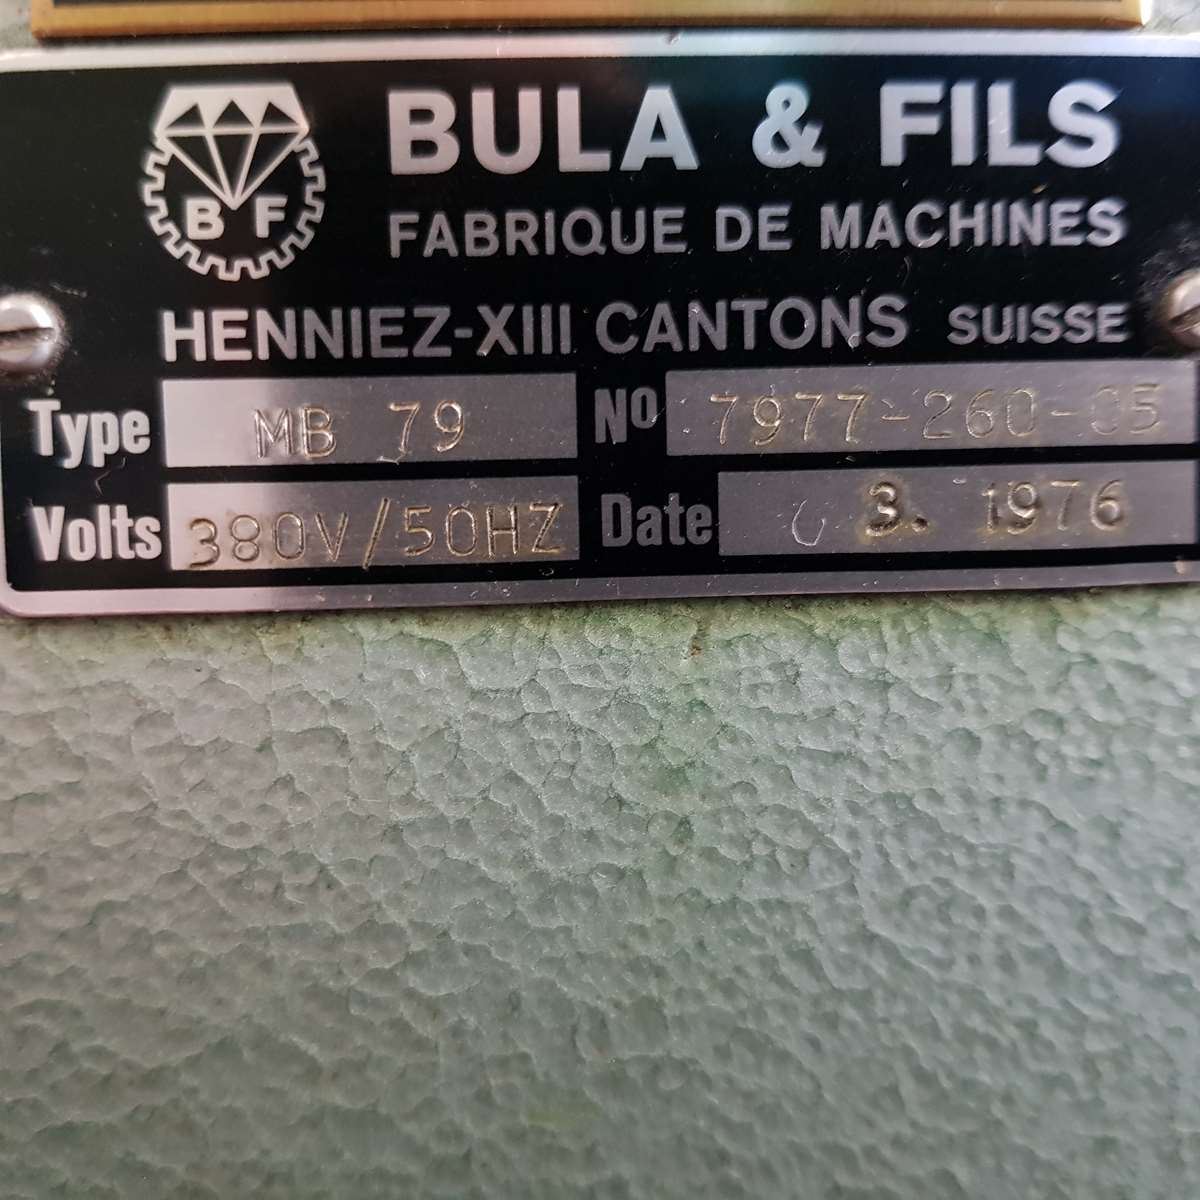 BULA & FILS
FABRIQUE DE MACHINES
B F
HENNIEZ-XIII CANTONS SUISSE
Type MB 79 No 7977-260-05
Volts 380V/50HZ Date 3. 1976